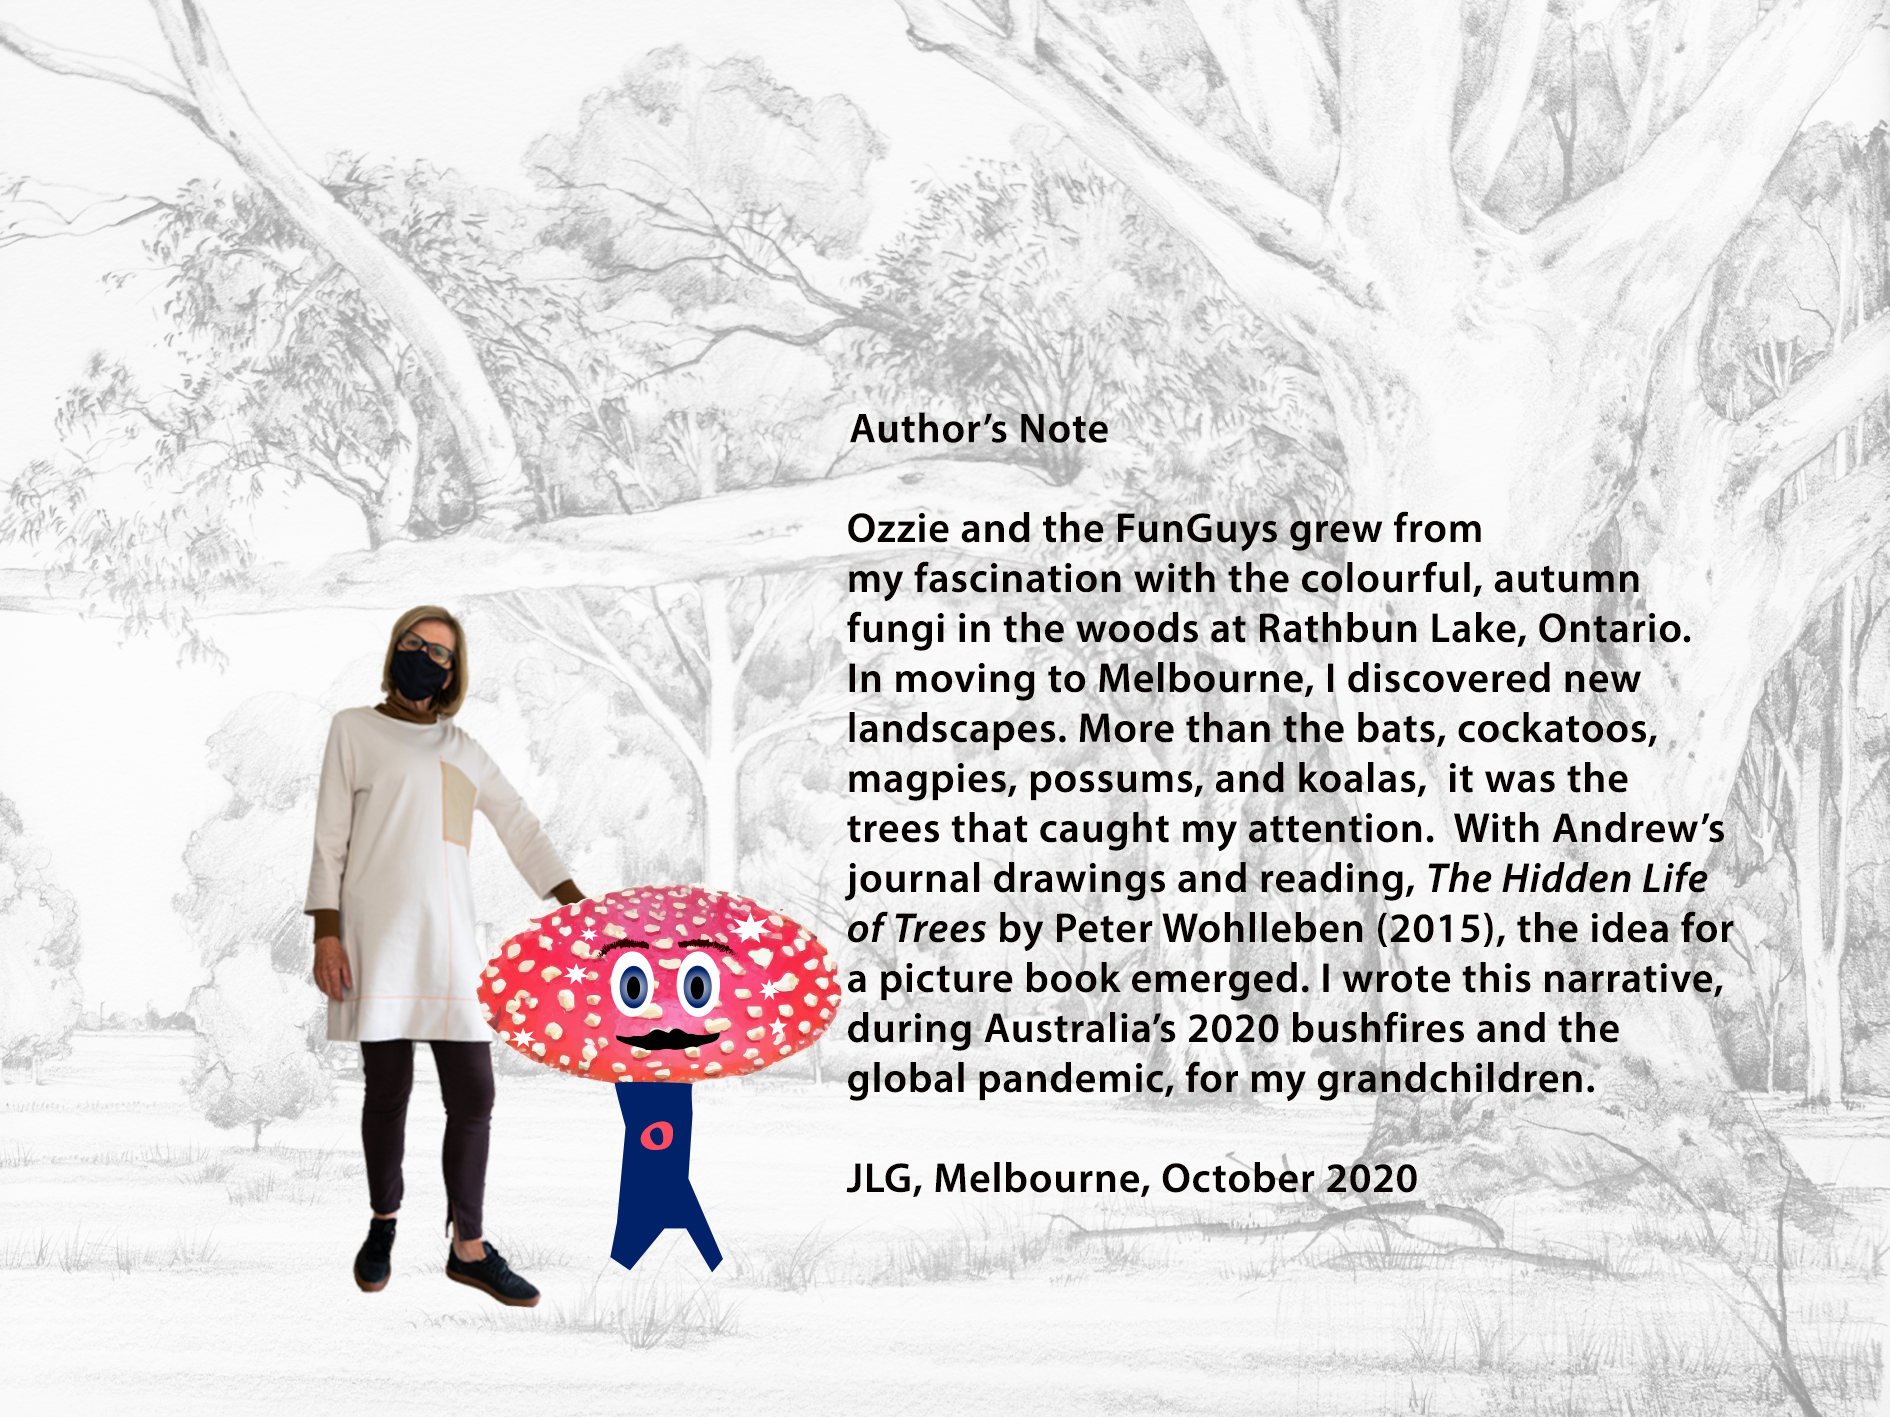 Author’s Note
Ozzie and the FunGuys grew from
my fascination with the colourful, autumn
fungi in the woods at Rathbun Lake, Ontario.
In moving to Melbourne, I discovered new
landscapes. More than the bats, cockatoos,
magpies, possums, and koalas,  it was the
trees that caught my attention.  With Andrew’s
journal drawings and reading, The Hidden Life
of Trees by Peter Wohlleben (2015), the idea for
a picture book emerged. I wrote this narrative,
during Australia’s 2020 bushfires and the
global pandemic, for my grandchildren.
JLG, Melbourne, October 2020
O